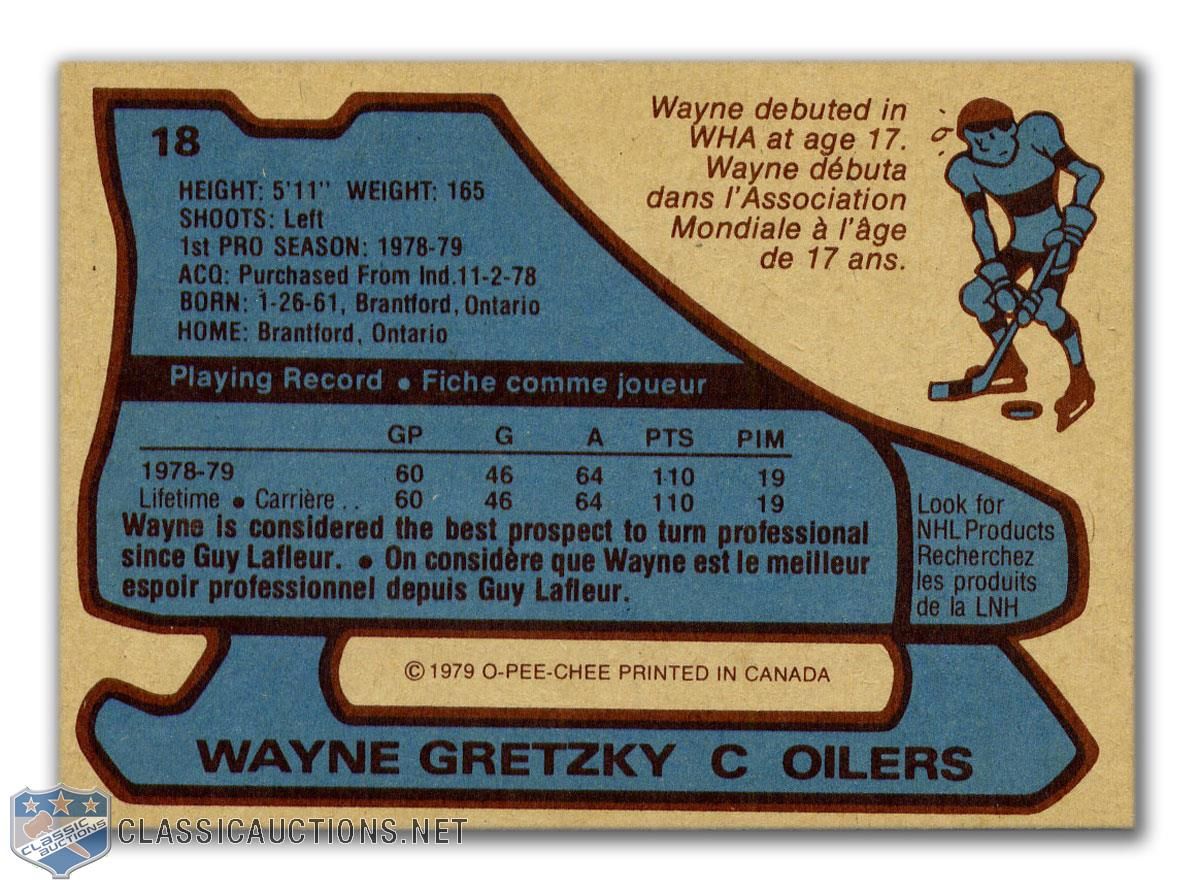 18
Wayne debuted in
WHA at age 17.
Wayne débuta
dans l'Association
Mondiale à l'âge
de 17 ans.
HEIGHT: 5'11" WEIGHT: 165
SHOOTS: Left
1st PRO SEASON: 1978-79
ACQ: Purchased From Ind.11-2-78
BORN: 1-26-61, Brantford, Ontario
HOME: Brantford, Ontario
Playing Record • Fiche comme joueur
GP G A PTS PIM
1978-79 60 46 64 110 19
Lifetime • Carrière .. 60 46 64 110 19
Wayne is considered the best prospect to turn professional
since Guy Lafleur. • On considère que Wayne est le meilleur
espoir professionnel depuis Guy Lafleur.
Look for
NHL Products
Recherchez
les produits
de la LNH
© 1979 O-PEE-CHEE PRINTED IN CANADA
WAYNE GRETZKY C OILERS
CLASSIC
AUCTIONS
CLASSICAUCTIONS.NET